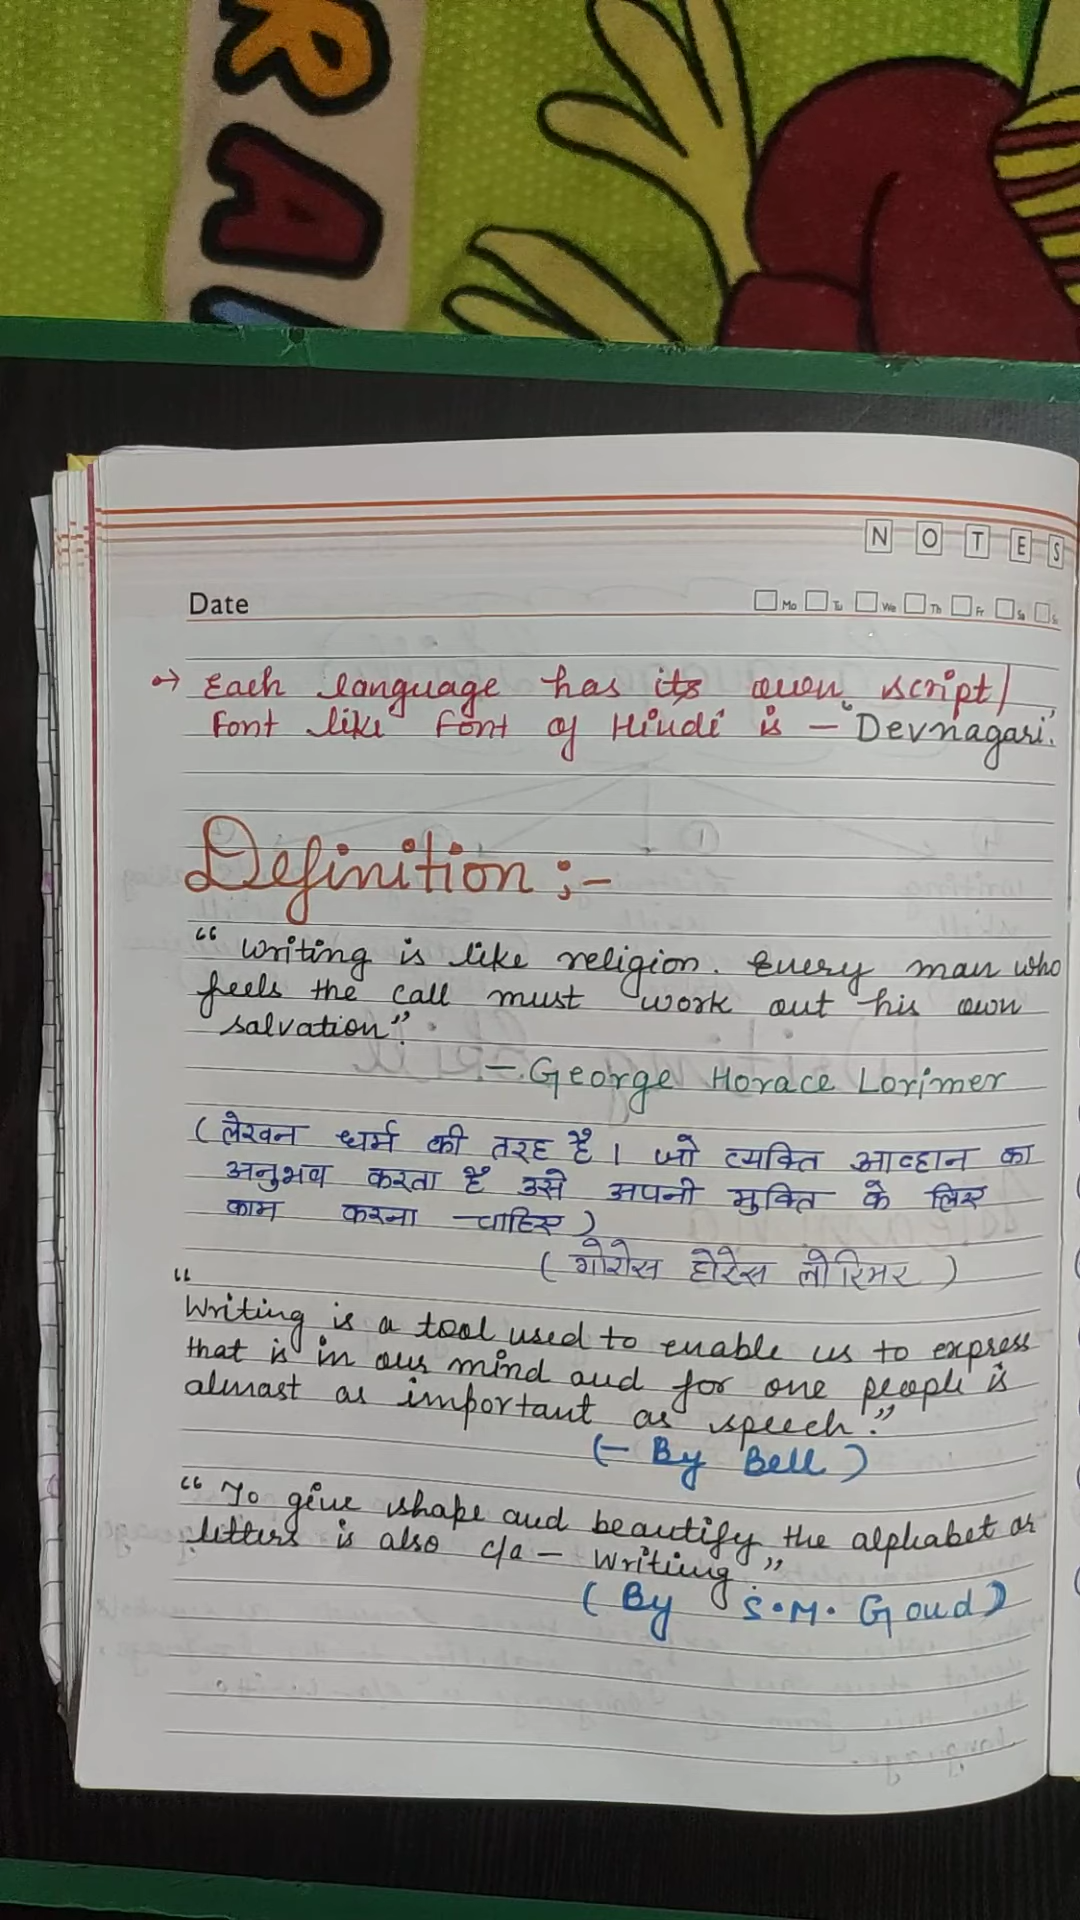 RA
NOTES
Date Mo Tu We Th Fr Sa Su
→ Each language has its own script/
Font like Font of Hindi is – "Devnagari".
Definition :-
" Writing is like religion. Every man who
feels the call must work out his own
salvation".
– George Horace Lorimer
( लेखन धर्म की तरह है । जो व्यक्ति आव्हान का
अनुभव करता है उसे अपनी मुक्ति के लिए
काम करना चाहिए )
( गोरोस होरेस लोरिमर )
"
Writing is a tool used to enable us to express
that is in our mind and for one people is
almost as important as speech."
(– By Bell )
" To give shape and beautify the alphabet or
letters is also c/a – Writing."
( By S.M. Goud )